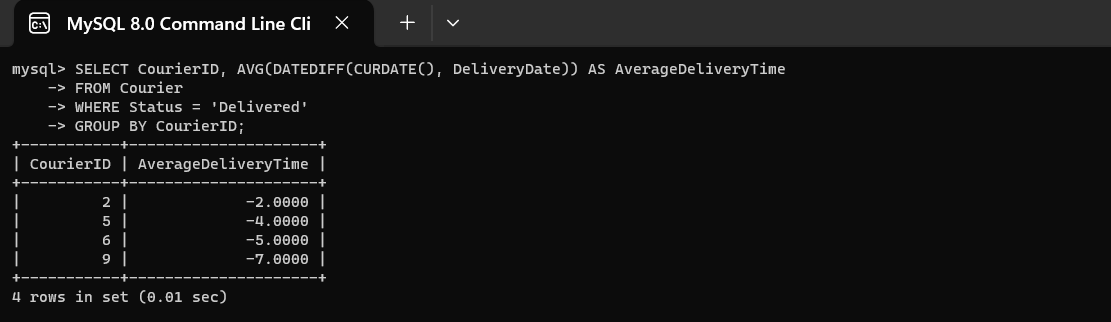 MySQL 8.0 Command Line Cli
mysql> SELECT CourierID, AVG(DATEDIFF(CURDATE(), DeliveryDate)) AS AverageDeliveryTime
    -> FROM Courier
    -> WHERE Status = 'Delivered'
    -> GROUP BY CourierID;
+-----------+---------------------+
| CourierID | AverageDeliveryTime |
+-----------+---------------------+
|         2 |             -2.0000 |
|         5 |             -4.0000 |
|         6 |             -5.0000 |
|         9 |             -7.0000 |
+-----------+---------------------+
4 rows in set (0.01 sec)